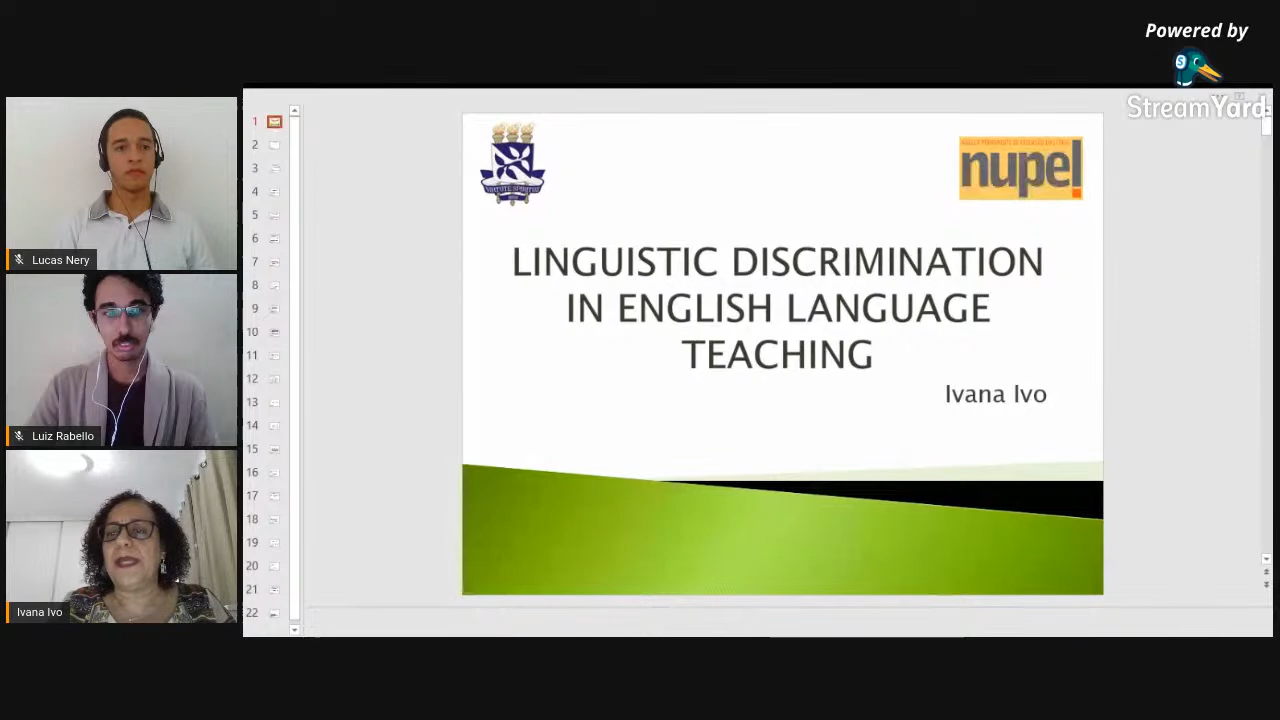 Powered by
StreamYard
Lucas Nery
Luiz Rabello
Ivana Ivo
1
2
3
4
5
6
7
8
9
10
11
12
13
14
15
16
17
18
19
20
21
22
VIRTUTE SPIRITUS
nupel
LINGUISTIC DISCRIMINATION
IN ENGLISH LANGUAGE
TEACHING
Ivana Ivo